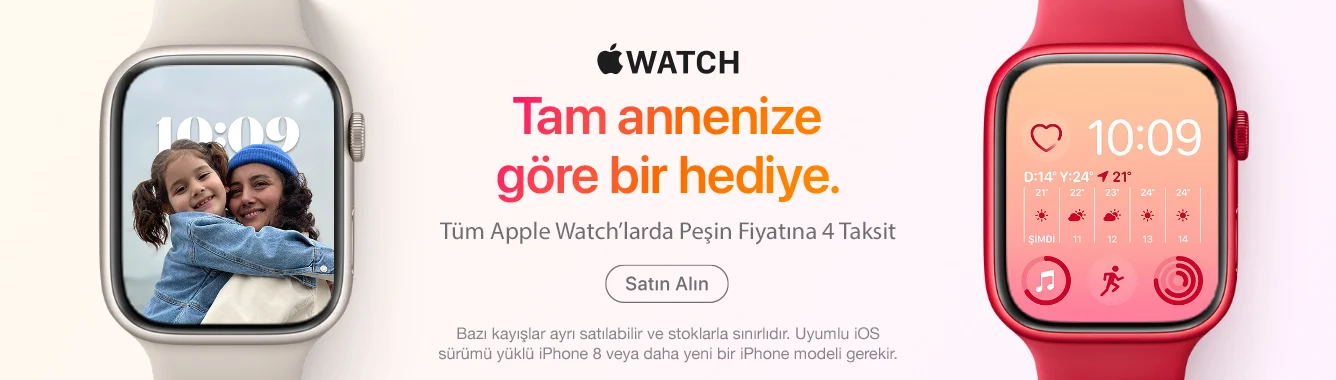 WATCH
Tam annenize
göre bir hediye.
Tüm Apple Watch'larda Peşin Fiyatına 4 Taksit
Satın Alın
Bazı kayışlar ayrı satılabilir ve stoklarla sınırlıdır. Uyumlu iOS
sürümü yüklü iPhone 8 veya daha yeni bir iPhone modeli gerekir.
10:09
10:09
D:14° Y:24° 21°
21° 22° 23° 24° 24°
ŞİMDİ 11 12 13 14